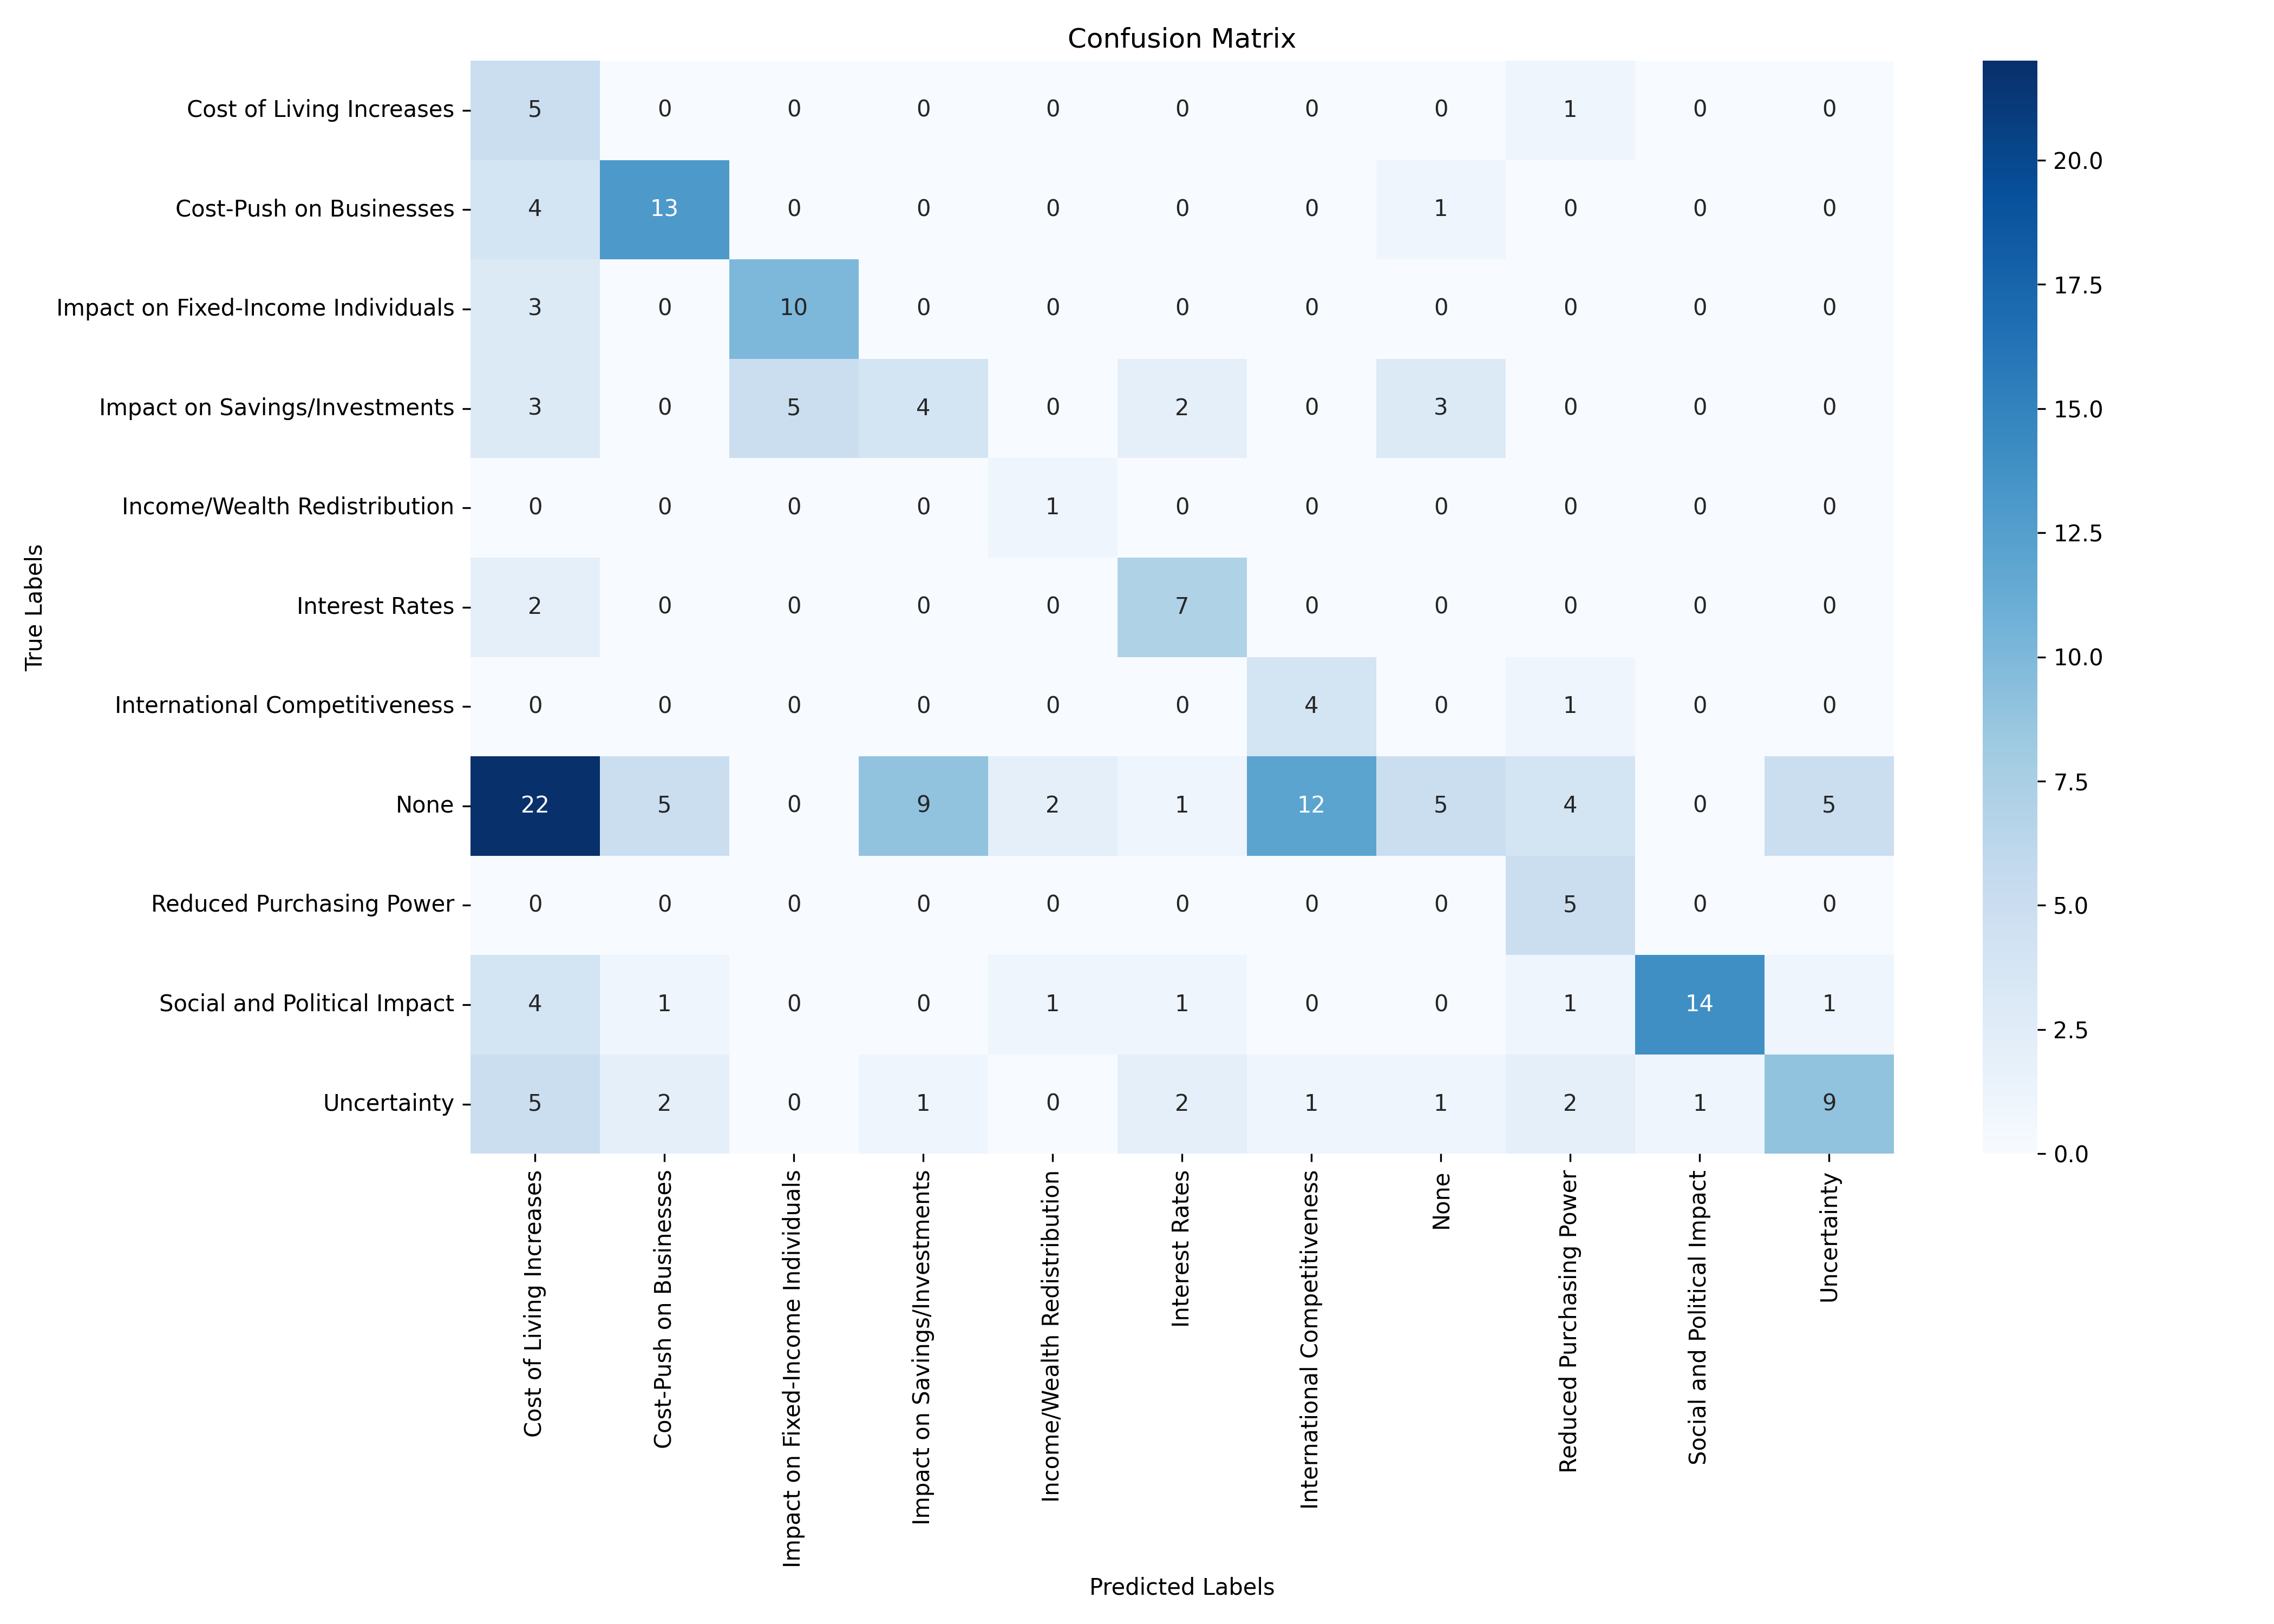 Confusion Matrix
Cost of Living Increases 5 0 0 0 0 0 0 0 1 0 0
Cost-Push on Businesses 4 13 0 0 0 0 0 1 0 0 0
Impact on Fixed-Income Individuals 3 0 10 0 0 0 0 0 0 0 0
Impact on Savings/Investments 3 0 5 4 0 2 0 3 0 0 0
Income/Wealth Redistribution 0 0 0 0 1 0 0 0 0 0 0
Interest Rates 2 0 0 0 0 7 0 0 0 0 0
International Competitiveness 0 0 0 0 0 0 4 0 1 0 0
None 22 5 0 9 2 1 12 5 4 0 5
Reduced Purchasing Power 0 0 0 0 0 0 0 0 5 0 0
Social and Political Impact 4 1 0 0 1 1 0 0 1 14 1
Uncertainty 5 2 0 1 0 2 1 1 2 1 9
True Labels
Cost of Living Increases
Cost-Push on Businesses
Impact on Fixed-Income Individuals
Impact on Savings/Investments
Income/Wealth Redistribution
Interest Rates
International Competitiveness
None
Reduced Purchasing Power
Social and Political Impact
Uncertainty
Predicted Labels
20.0
17.5
15.0
12.5
10.0
7.5
5.0
2.5
0.0